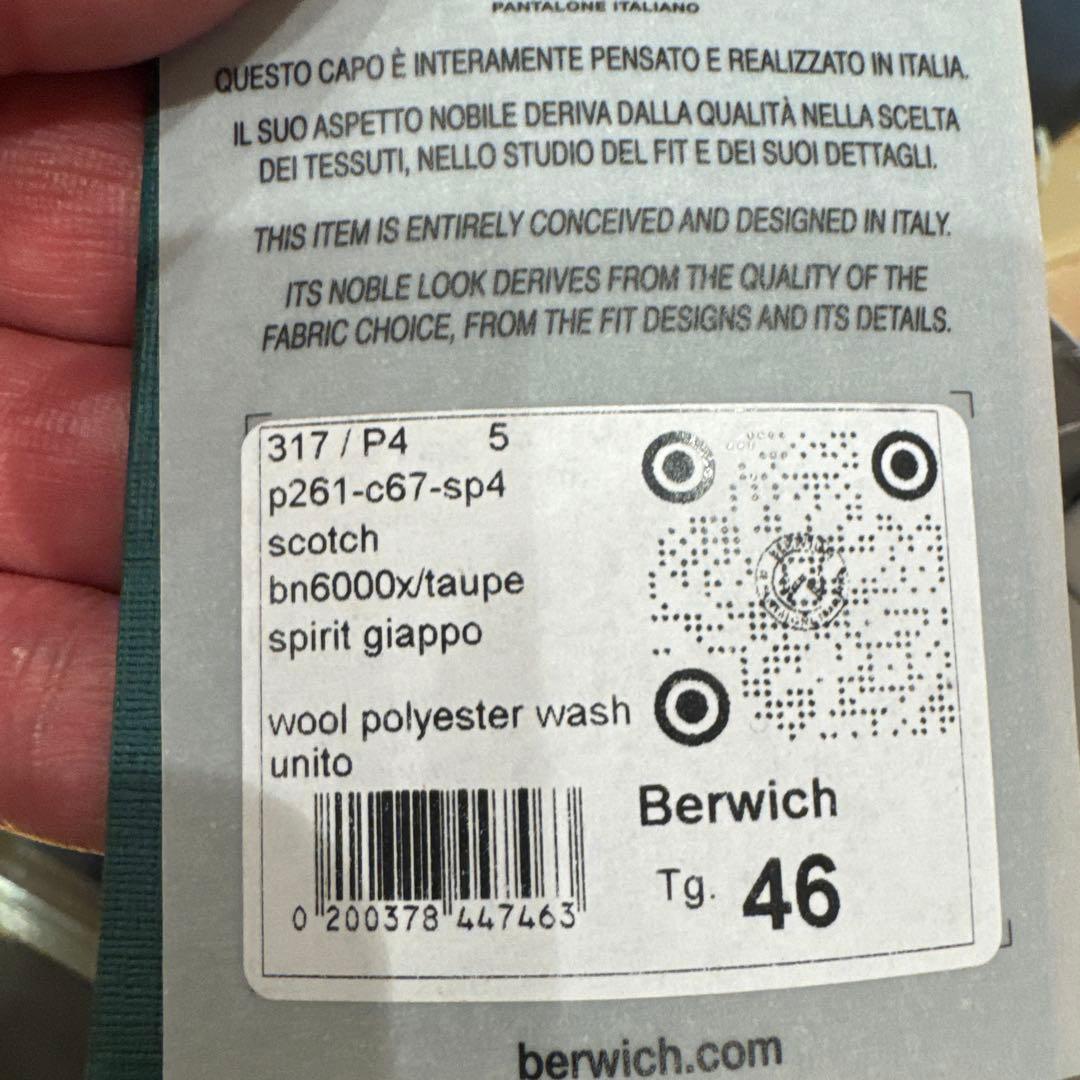 PANTALONE ITALIANO
QUESTO CAPO È INTERAMENTE PENSATO E REALIZZATO IN ITALIA.
IL SUO ASPETTO NOBILE DERIVA DALLA QUALITÀ NELLA SCELTA
DEI TESSUTI, NELLO STUDIO DEL FIT E DEI SUOI DETTAGLI.
THIS ITEM IS ENTIRELY CONCEIVED AND DESIGNED IN ITALY.
ITS NOBLE LOOK DERIVES FROM THE QUALITY OF THE
FABRIC CHOICE, FROM THE FIT DESIGNS AND ITS DETAILS.
317 / P4 5
p261-c67-sp4
scotch
bn6000x/taupe
spirit giappo
wool polyester wash
unito
0 200378 447463
Berwich
Tg. 46
berwich.com